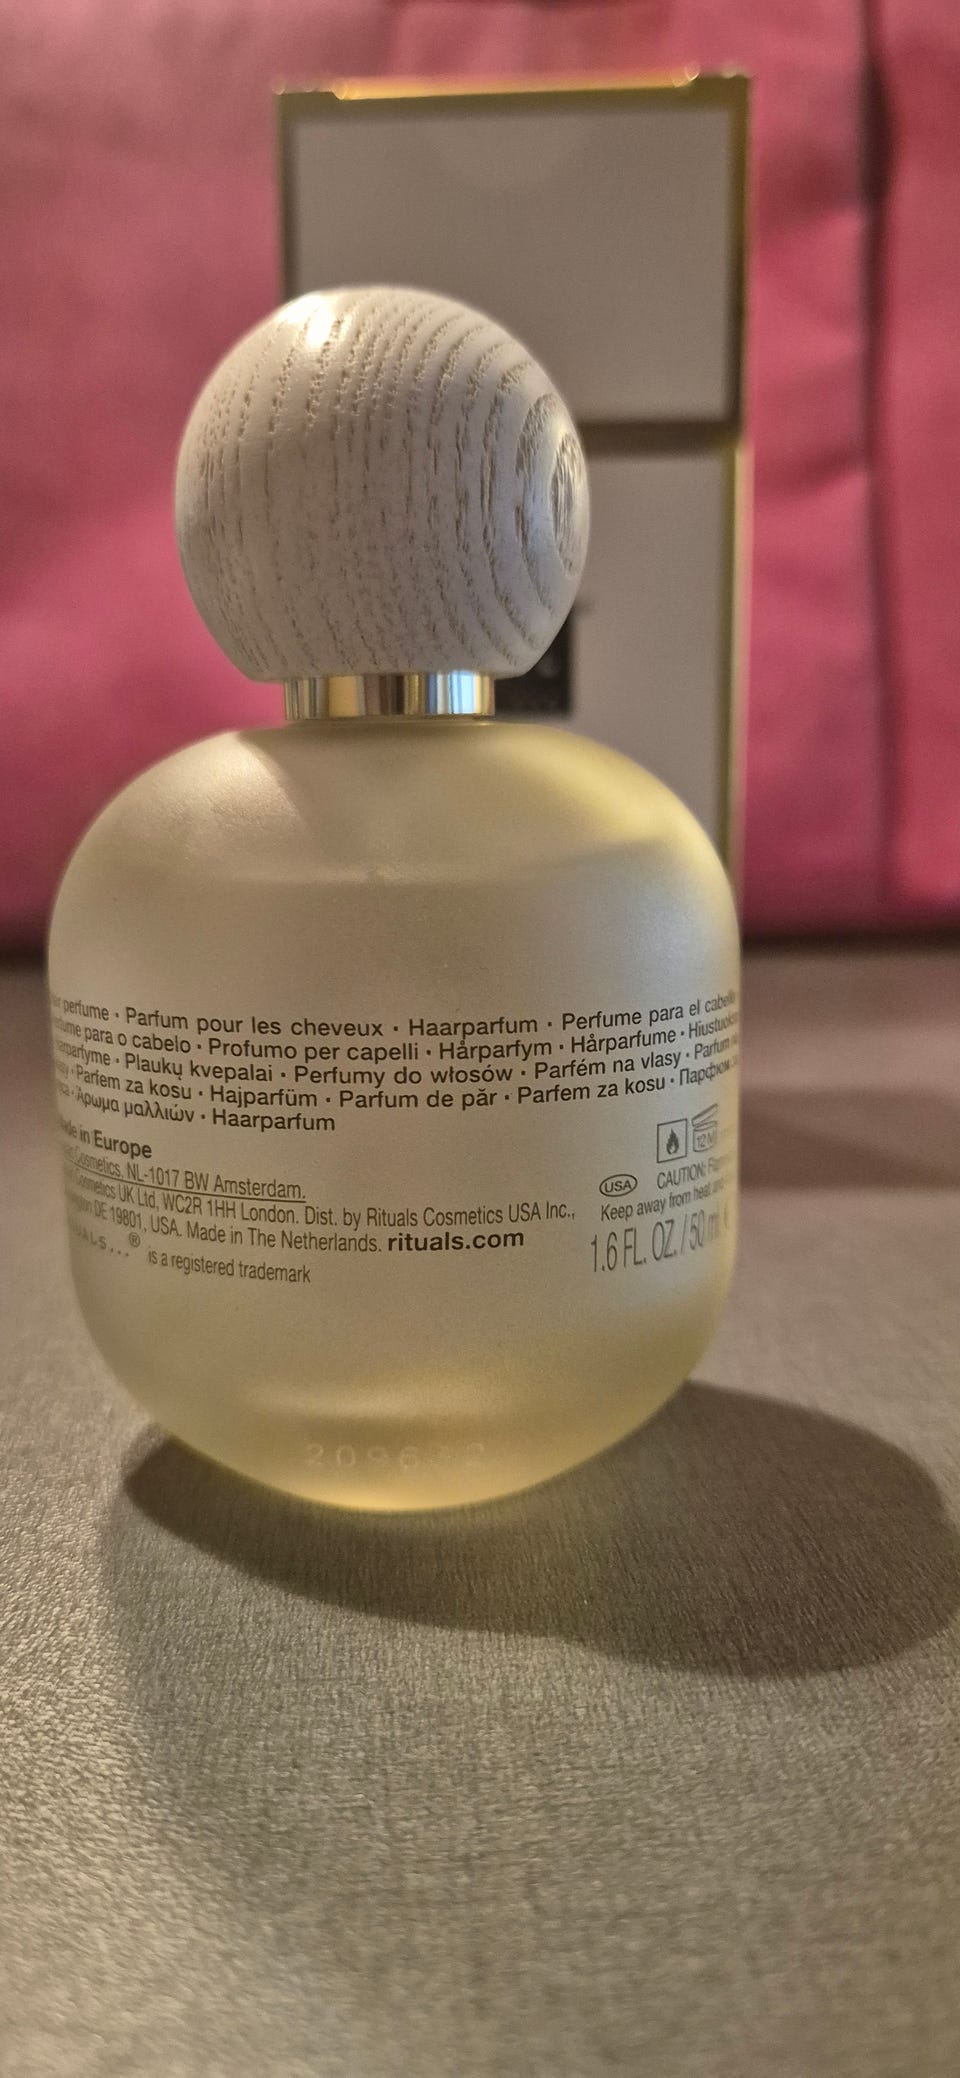 perfume · Parfum pour les cheveux · Haarparfum · Perfume para el
para o cabelo · Profumo per capelli · Hårparfym · Hårparfume ·
Plaukų kvepalai · Perfumy do włosów · Parfém na vlasy · Parfum
Parfem za kosu · Hajparfüm · Parfum de păr · Parfem za kosu ·
Άρωμα μαλλιών · Haarparfum
in Europe
Cosmetics, NL-1017 BW Amsterdam.
Cosmetics UK Ltd, WC2R 1HH London. Dist. by Rituals Cosmetics USA Inc.,
DE 19801, USA. Made in The Netherlands. rituals.com
® is a registered trademark
12M
USA CAUTION:
Keep away from heat and
1.6 FL. OZ. / 50 ml